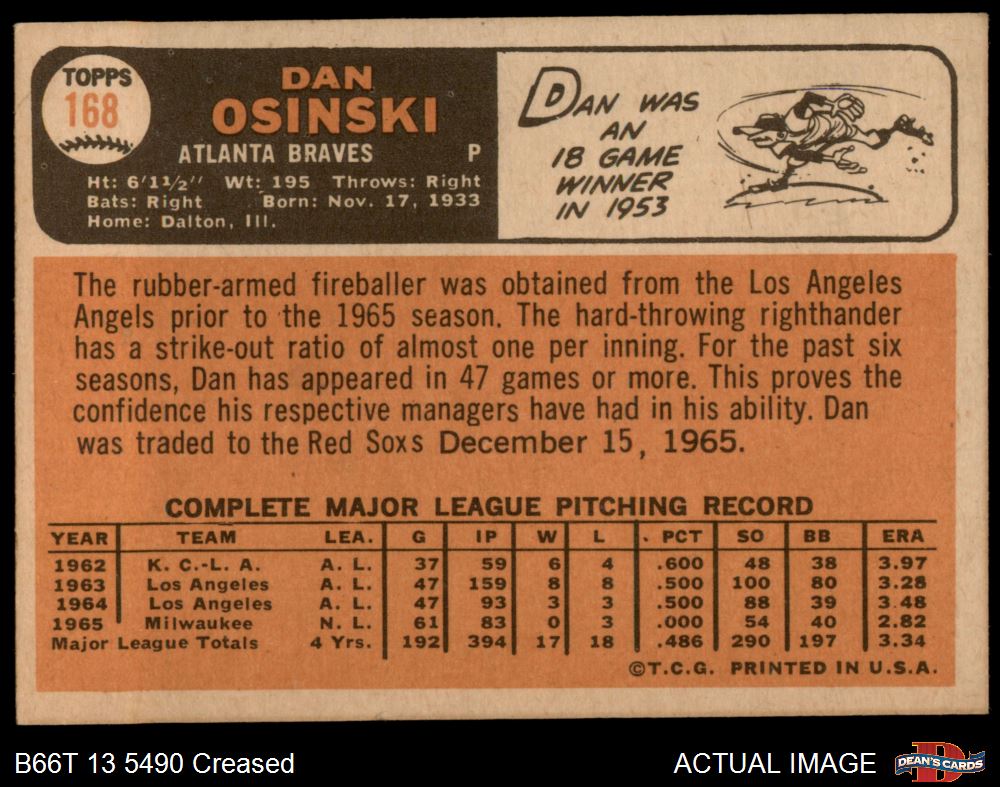 TOPPS
168
DAN
OSINSKI
ATLANTA BRAVES P
Ht: 6'11/2" Wt: 195 Throws: Right
Bats: Right Born: Nov. 17, 1933
Home: Dalton, Ill.
DAN WAS
AN
18 GAME
WINNER
IN 1953
The rubber-armed fireballer was obtained from the Los Angeles
Angels prior to the 1965 season. The hard-throwing righthander
has a strike-out ratio of almost one per inning. For the past six
seasons, Dan has appeared in 47 games or more. This proves the
confidence his respective managers have had in his ability. Dan
was traded to the Red Soxs December 15, 1965.
COMPLETE MAJOR LEAGUE PITCHING RECORD
YEAR TEAM LEA. G IP W L PCT SO BB ERA
1962 K. C.-L. A. A. L. 37 59 6 4 .600 48 38 3.97
1963 Los Angeles A. L. 47 159 8 8 .500 100 80 3.28
1964 Los Angeles A. L. 47 93 3 3 .500 88 39 3.48
1965 Milwaukee N. L. 61 83 0 3 .000 54 40 2.82
Major League Totals 4 Yrs. 192 394 17 18 .486 290 197 3.34
©T.C.G. PRINTED IN U.S.A.
B66T 13 5490 Creased
ACTUAL IMAGE
DEAN'S CARDS